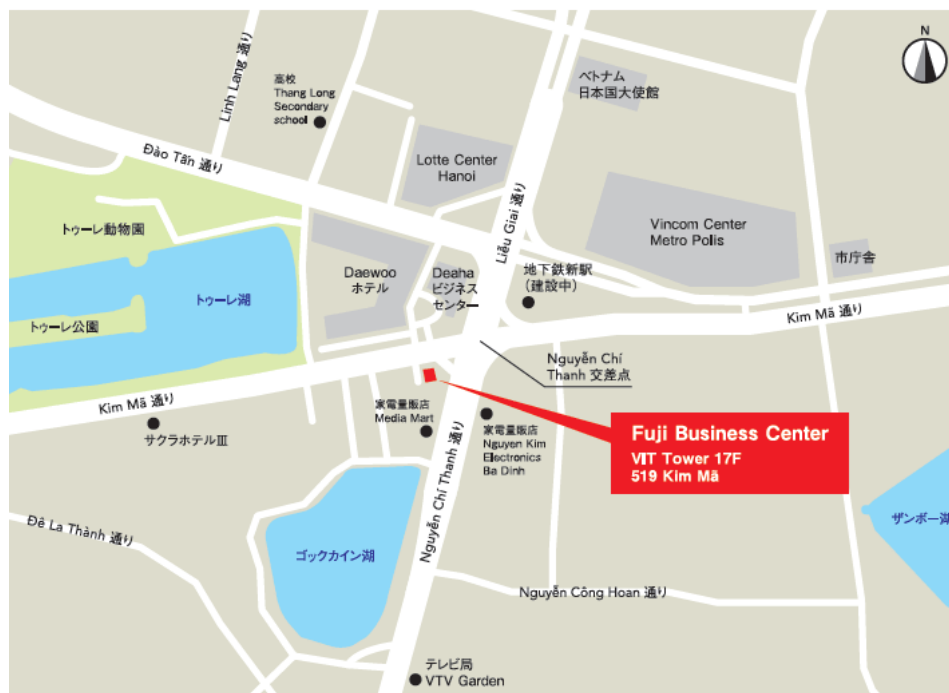 N
Linh Lang 通り
高校
Thang Long
Secondary
school
ベトナム
日本国大使館
Đào Tấn 通り
Lotte Center
Hanoi
Liễu Giai 通り
Vincom Center
Metro Polis
トゥーレ動物園
Daewoo
ホテル
Deaha
ビジネス
センター
地下鉄新駅
(建設中)
市庁舎
トゥーレ湖
トゥーレ公園
Kim Mã 通り
Nguyễn Chí
Thanh 交差点
Kim Mã 通り
サクラホテルⅢ
家電量販店
Media Mart
家電量販店
Nguyen Kim
Electronics
Ba Dinh
Fuji Business Center
VIT Tower 17F
519 Kim Mã
Nguyễn Chí Thanh 通り
Đê La Thành 通り
ゴックカイン湖
ザンボー湖
Nguyễn Công Hoan 通り
テレビ局
VTV Garden